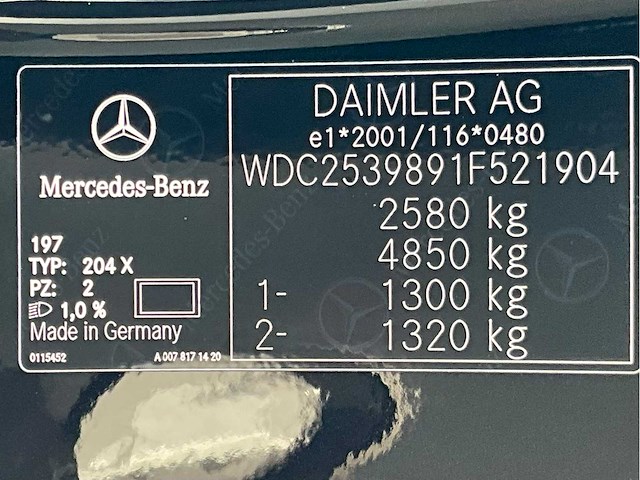 Mercedes-Benz
197
TYP: 204 X
PZ: 2
1,0 %
Made in Germany
0115452 A 007 817 14 20
DAIMLER AG
e1*2001/116*0480
WDC2539891F521904
2580 kg
4850 kg
1- 1300 kg
2- 1320 kg